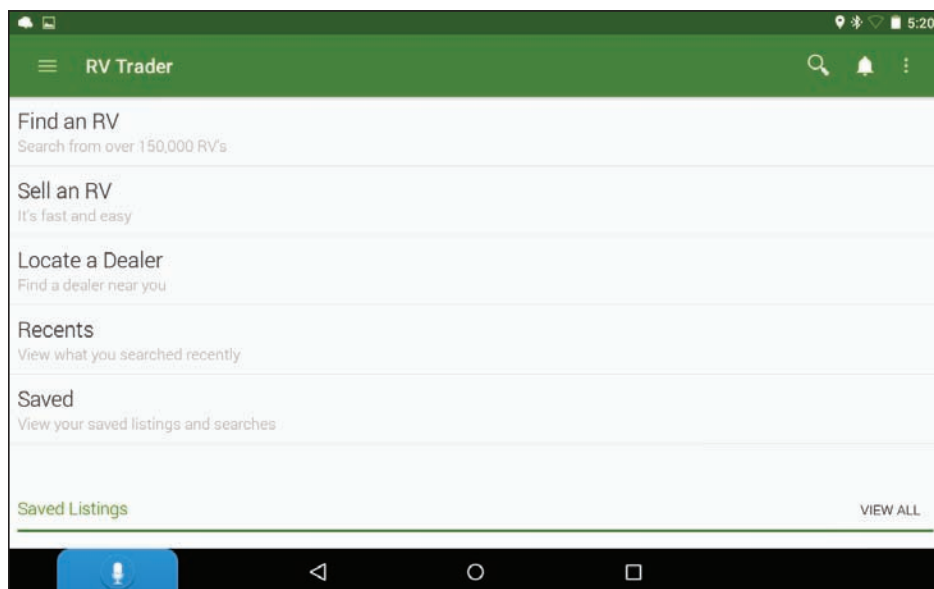 5:20
RV Trader
Find an RV
Search from over 150,000 RV's
Sell an RV
It's fast and easy
Locate a Dealer
Find a dealer near you
Recents
View what you searched recently
Saved
View your saved listings and searches
Saved Listings VIEW ALL